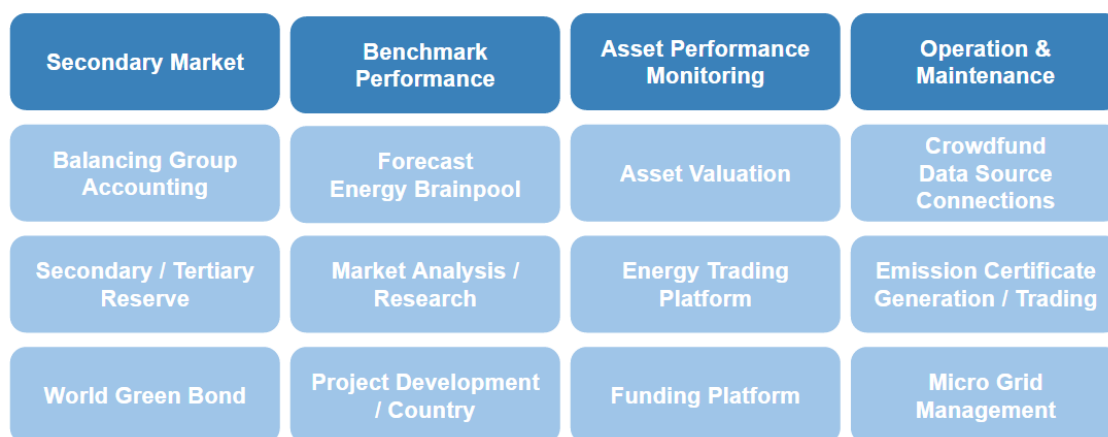 Secondary Market
Benchmark
Performance
Asset Performance
Monitoring
Operation &
Maintenance
Balancing Group
Accounting
Forecast
Energy Brainpool
Asset Valuation
Crowdfund
Data Source
Connections
Secondary / Tertiary
Reserve
Market Analysis /
Research
Energy Trading
Platform
Emission Certificate
Generation / Trading
World Green Bond
Project Development
/ Country
Funding Platform
Micro Grid
Management